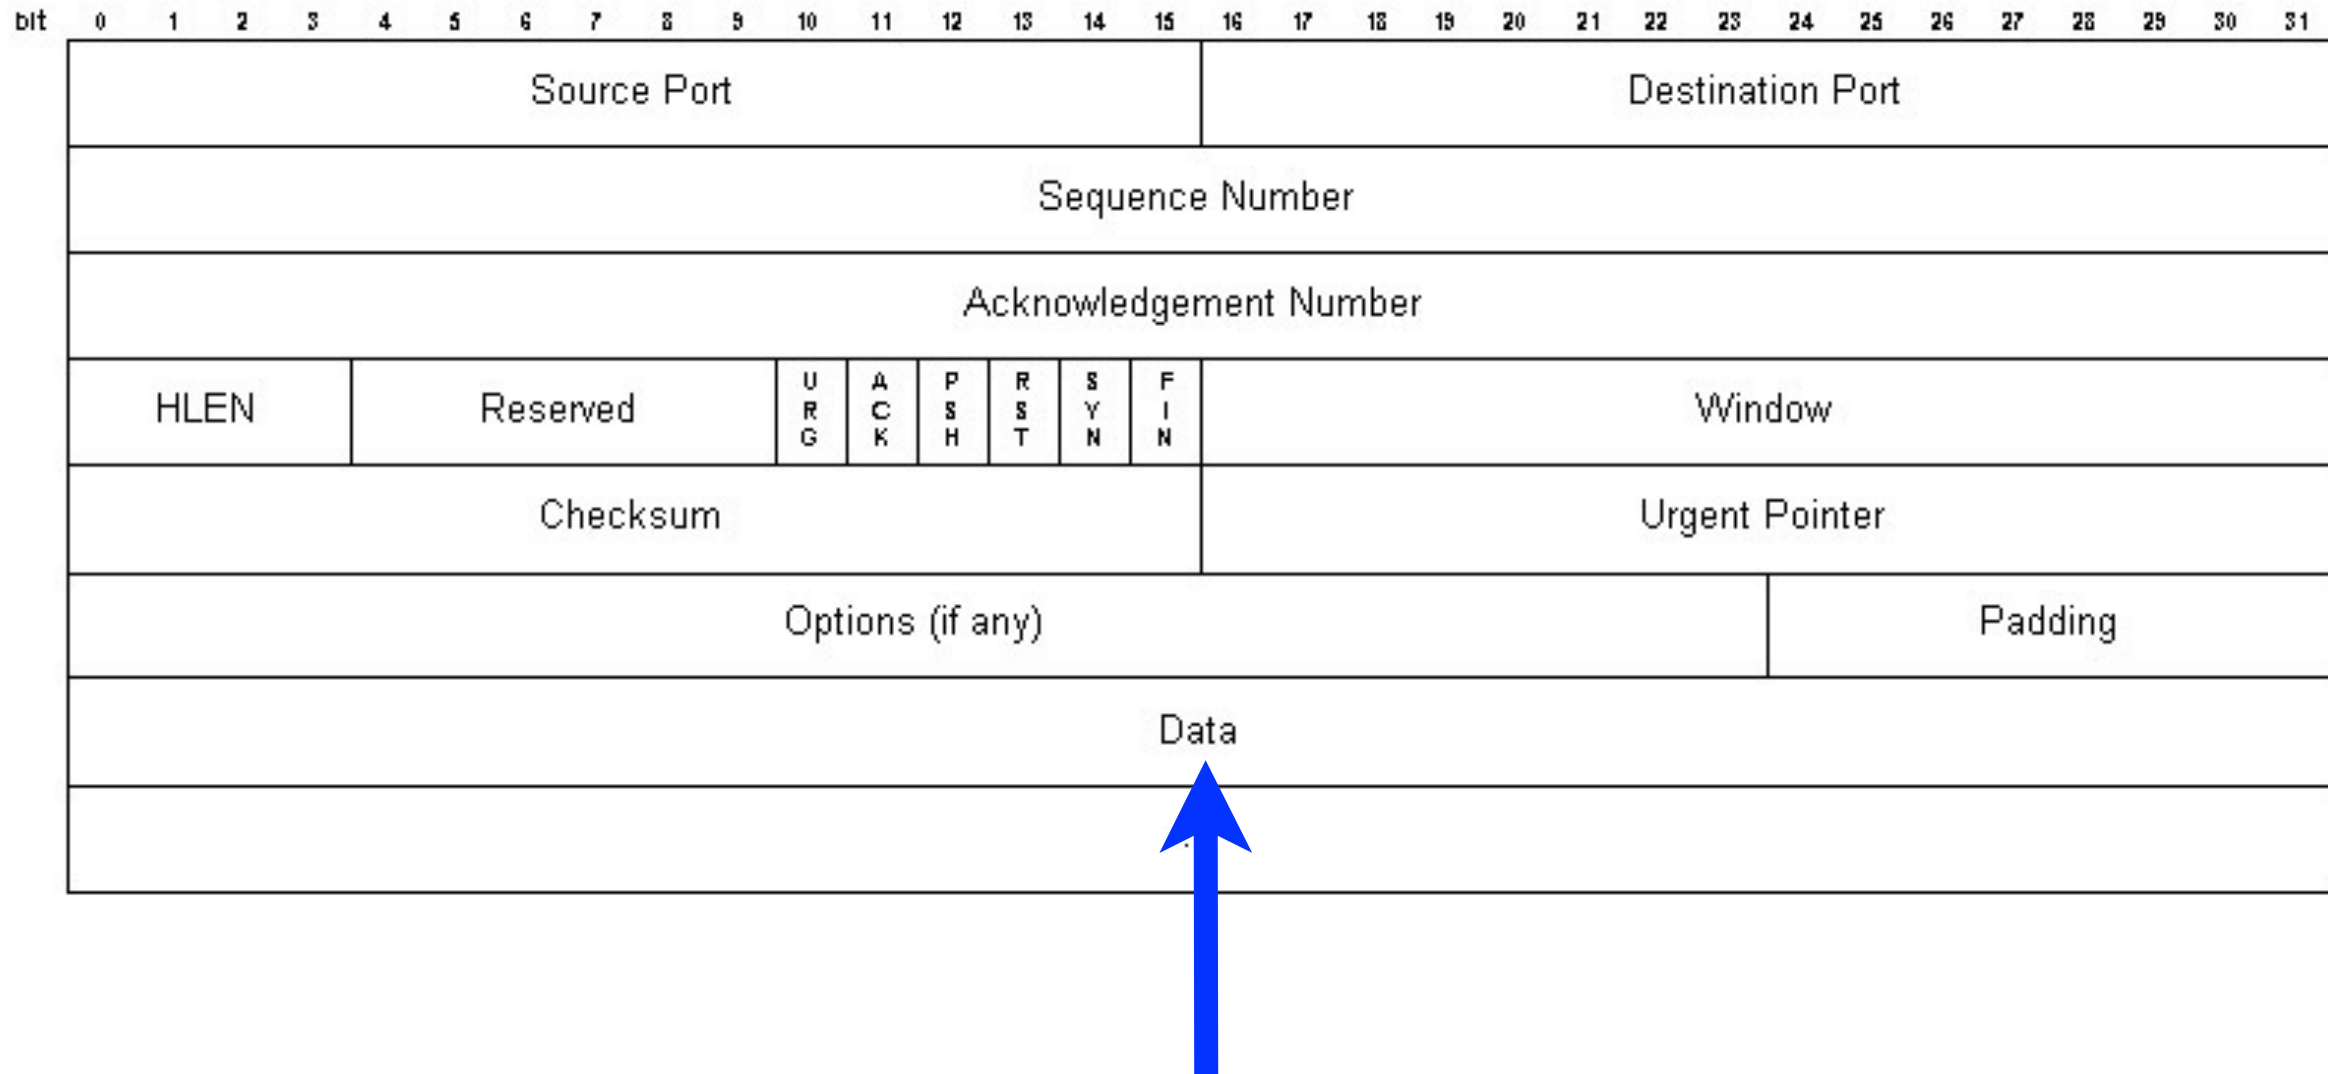 bit 0 1 2 3 4 5 6 7 8 9 10 11 12 13 14 15 16 17 18 19 20 21 22 23 24 25 26 27 28 29 30 31
Source Port Destination Port
Sequence Number
Acknowledgement Number
HLEN Reserved URG ACK PSH RST SYN FIN Window
Checksum Urgent Pointer
Options (if any) Padding
Data